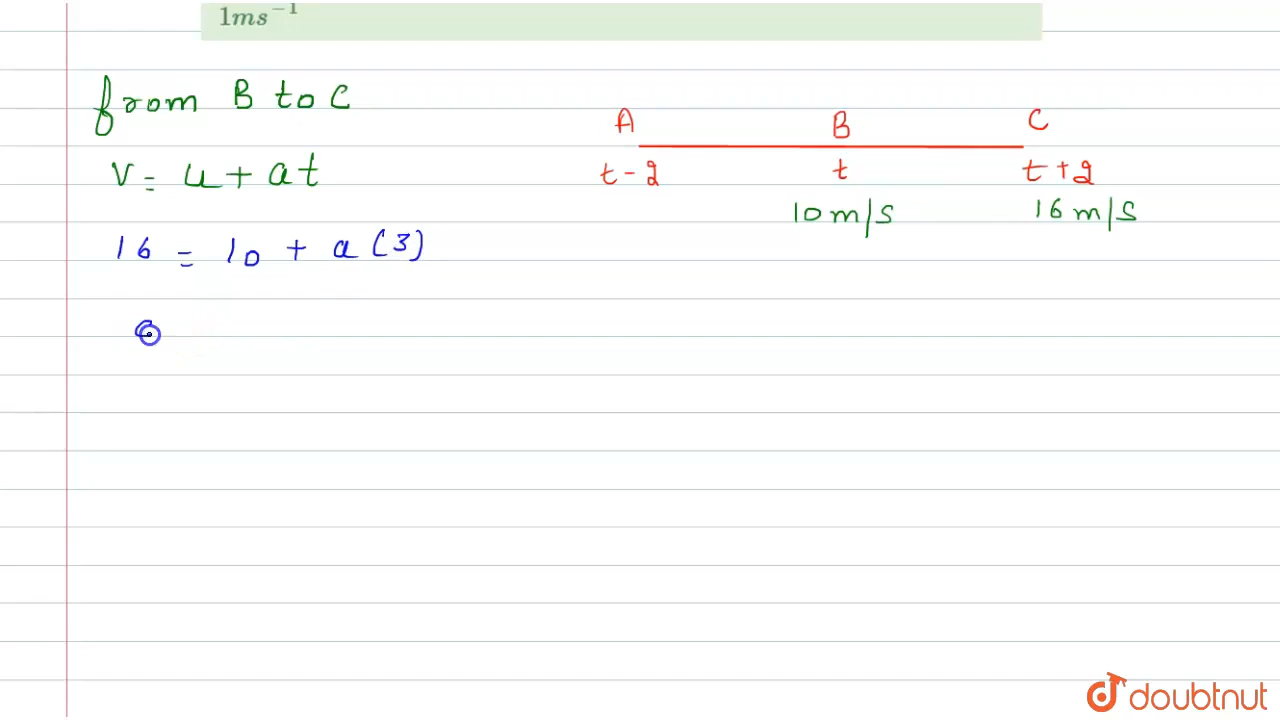 1ms⁻¹
from B to C
A B C
v = u + at
t - 2 t t + 2
10 m/s 16 m/s
16 = 10 + a (3)
doubtnut